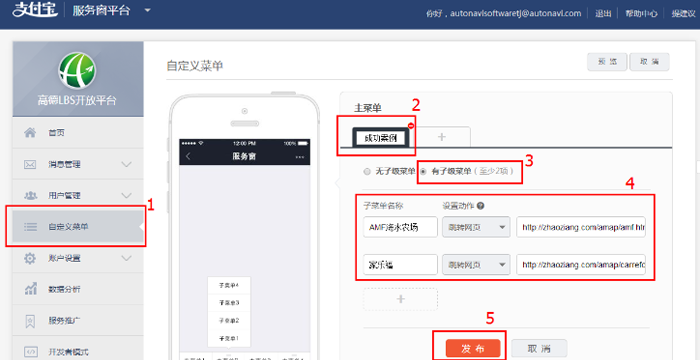 支付宝 服务窗平台 你好，autonavisoftwaretj@autonavi.com 退出 帮助中心 提建议
高德LBS开放平台
首页
消息管理
用户管理
自定义菜单
账户设置
数据分析
服务推广
开发者模式
1
自定义菜单 预览 取消
12:00 PM 100%
服务窗
子菜单4
子菜单3
子菜单2
子菜单1
主菜单
2
成功案例 +
3
无子级菜单 有子级菜单（至少2项）
4
子菜单名称 设置动作 ?
AMF涛水农场 跳转网页 http://zhaoziang.com/amap/amf.htm
家乐福 跳转网页 http://zhaoziang.com/amap/carrefo
+
5
发布 取消